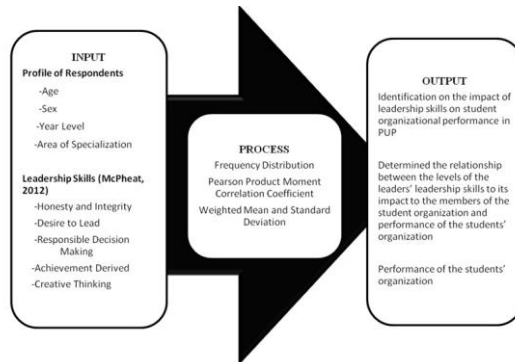 INPUT
Profile of Respondents
-Age
-Sex
-Year Level
-Area of Specialization
Leadership Skills (McPheat,
2012)
-Honesty and Integrity
-Desire to Lead
-Responsible Decision
Making
-Achievement Derived
-Creative Thinking
PROCESS
Frequency Distribution
Pearson Product Moment
Correlation Coefficient
Weighted Mean and Standard
Deviation
OUTPUT
Identification on the impact of
leadership skills on student
organizational performance in
PUP
Determined the relationship
between the levels of the
leaders' leadership skills to its
impact to the members of the
student organization and
performance of the students'
organization
Performance of the students'
organization